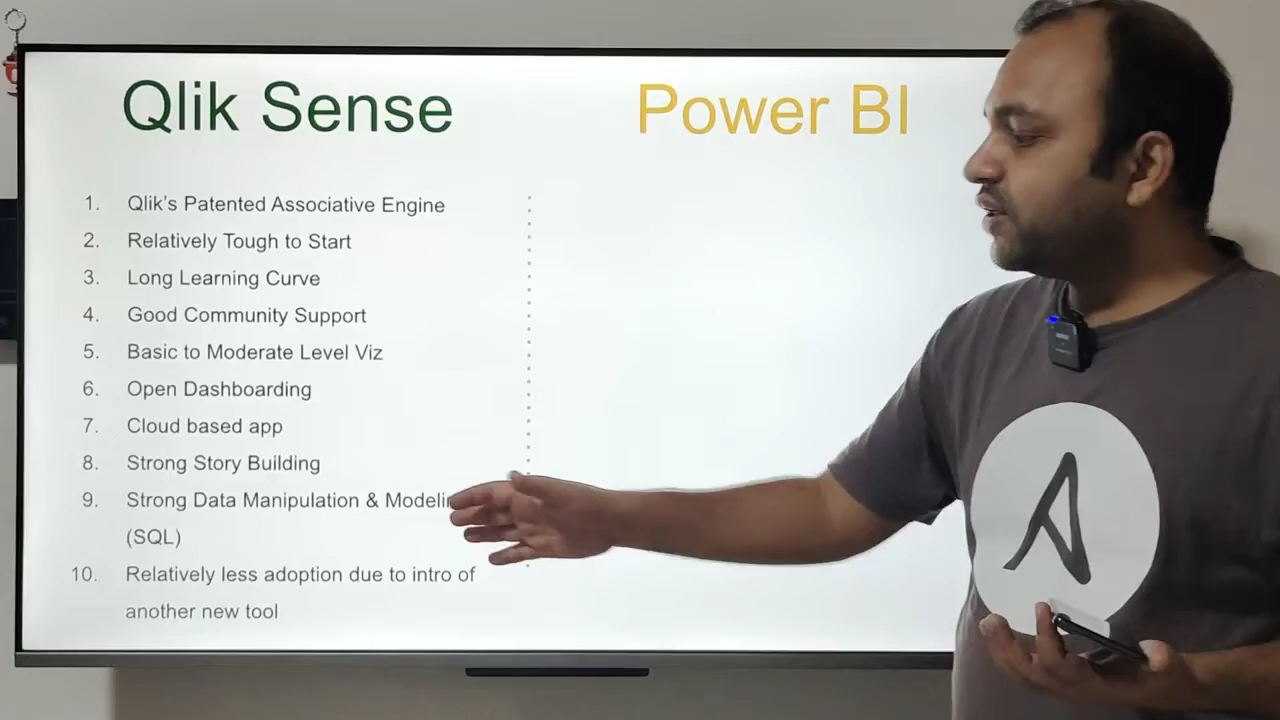 Qlik Sense
Power BI
1. Qlik's Patented Associative Engine
2. Relatively Tough to Start
3. Long Learning Curve
4. Good Community Support
5. Basic to Moderate Level Viz
6. Open Dashboarding
7. Cloud based app
8. Strong Story Building
9. Strong Data Manipulation &
(SQL)
10. Relatively less adoption due to intro of
another new tool
A